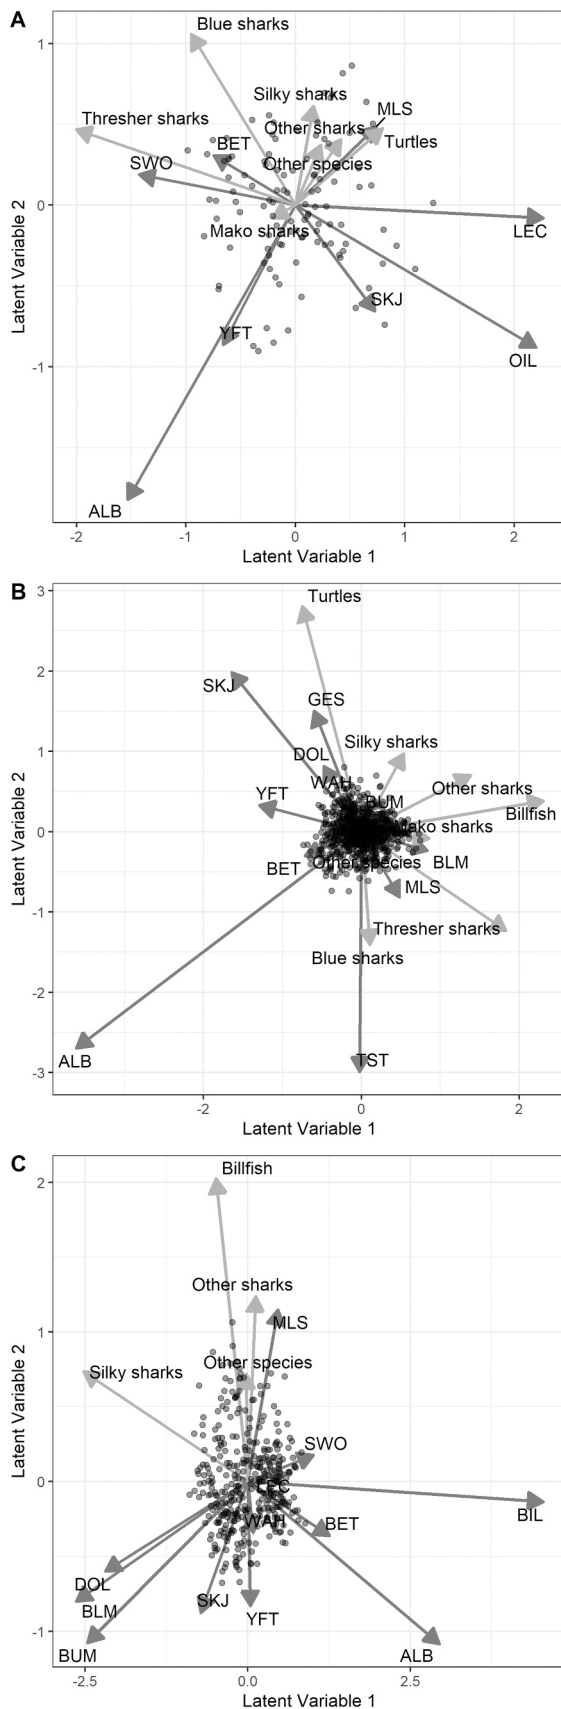 A
Blue sharks
1
Silky sharks
MLS
Thresher sharks
Other sharks
BET
Turtles
SWO
Other species
0
Mako sharks
LEC
SKJ
YFT
OIL
-1
ALB
-2 -1 0 1 2
Latent Variable 1
Latent Variable 2
B
3
Turtles
2
SKJ
GES
1
Silky sharks
DOL
WAH
Other sharks
YFT
BUM
Billfish
0
Mako sharks
Other species
BLM
BET
MLS
-1
Thresher sharks
Blue sharks
-2
ALB
TST
-3
-2 0 2
Latent Variable 1
Latent Variable 2
C
Billfish
2
Other sharks
MLS
1
Other species
Silky sharks
SWO
0
LEC
BIL
WAH
BET
DOL
SKJ
BLM
YFT
-1
BUM
ALB
-2.5 0.0 2.5
Latent Variable 1
Latent Variable 2